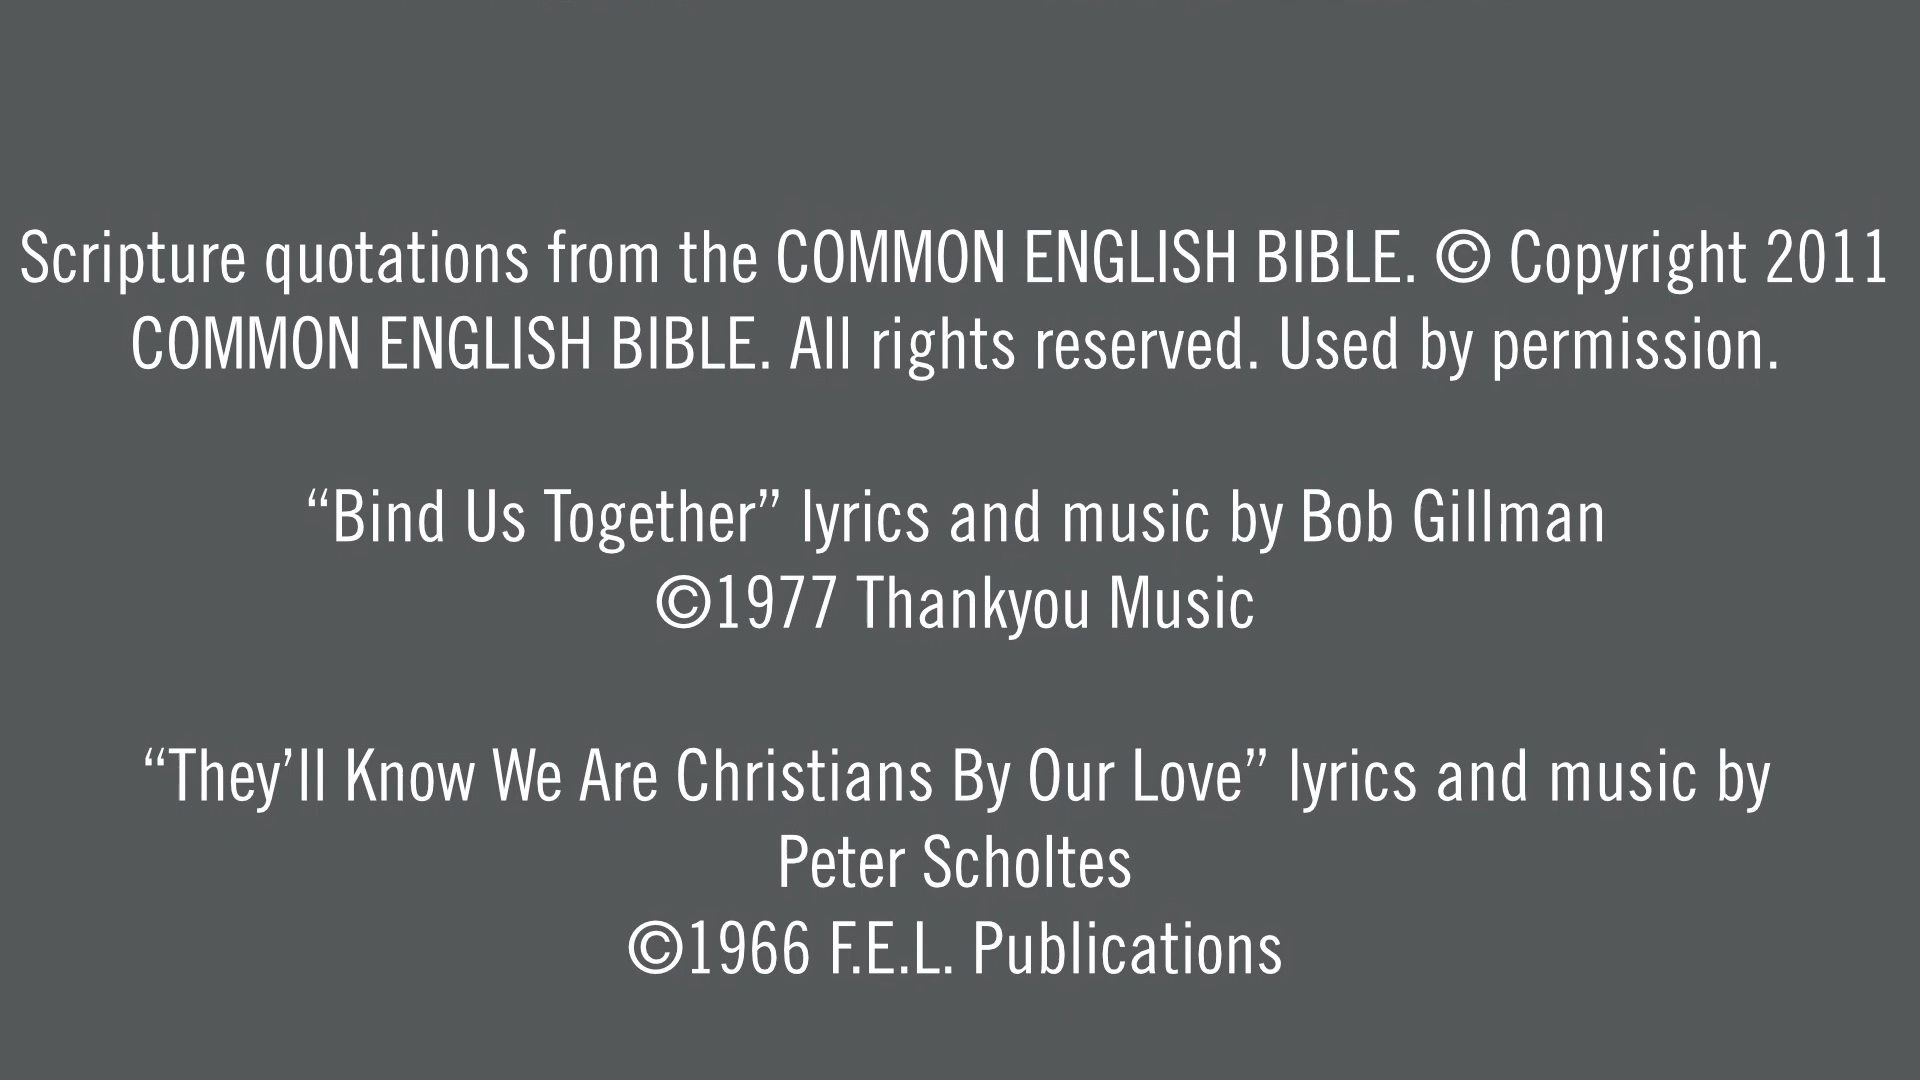 Scripture quotations from the COMMON ENGLISH BIBLE. © Copyright 2011
COMMON ENGLISH BIBLE. All rights reserved. Used by permission.
“Bind Us Together” lyrics and music by Bob Gillman
©1977 Thankyou Music
“They’ll Know We Are Christians By Our Love” lyrics and music by
Peter Scholtes
©1966 F.E.L. Publications